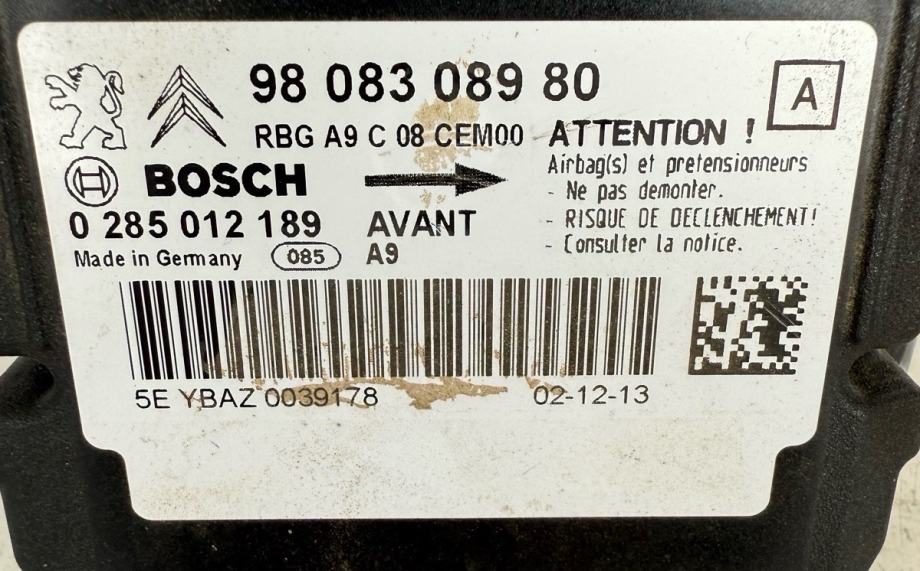 98 083 089 80
A
RBG A9 C 08 CEM00
ATTENTION !
Airbag(s) et pretensionneurs
- Ne pas demonter.
- RISQUE DE DECLENCHEMENT!
- Consulter la notice.
BOSCH
0 285 012 189
AVANT
Made in Germany
085
A9
5E YBAZ 0039178
02-12-13